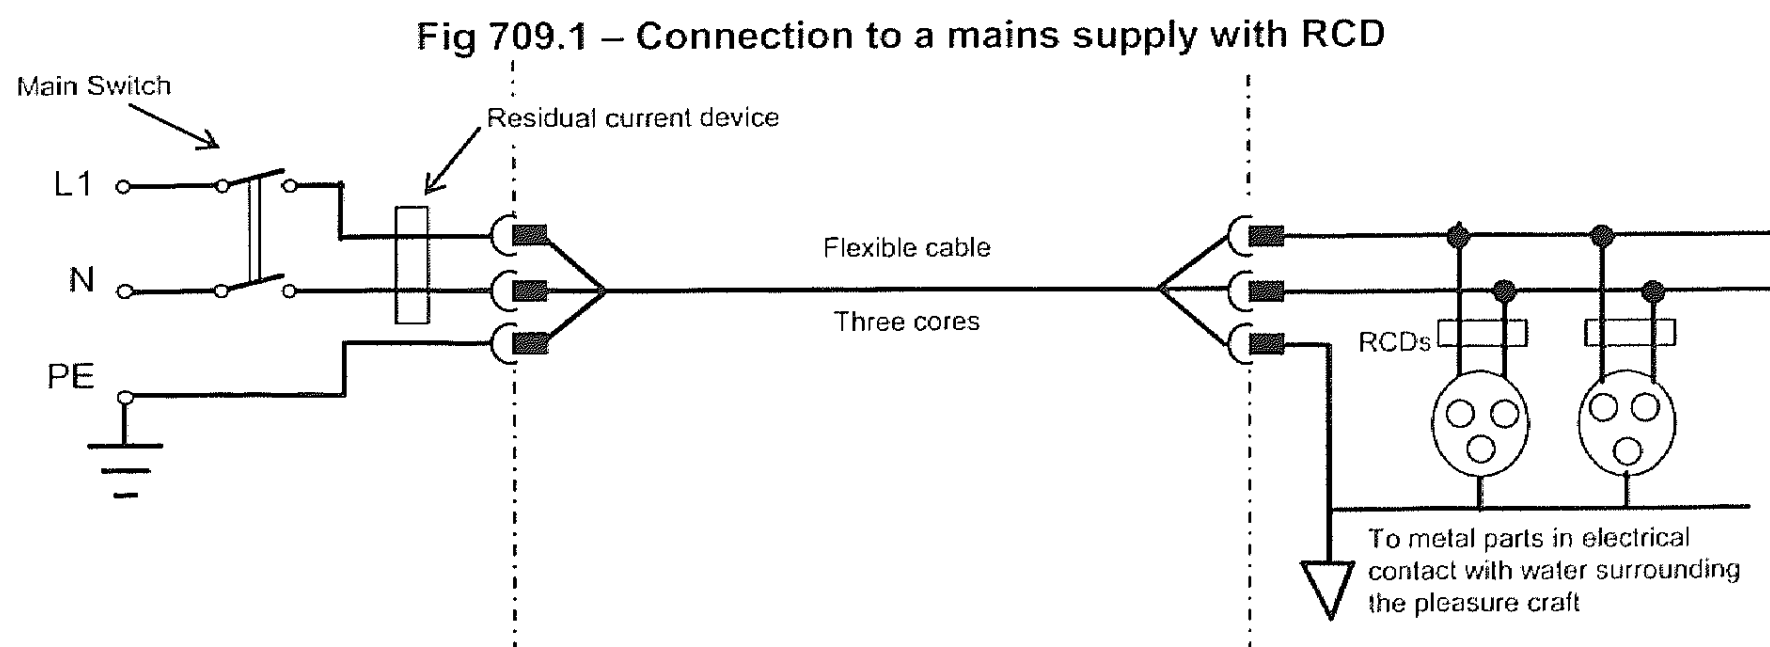 Fig 709.1 – Connection to a mains supply with RCD
Main Switch
Residual current device
L1
N
PE
Flexible cable
Three cores
RCDs
To metal parts in electrical
contact with water surrounding
the pleasure craft